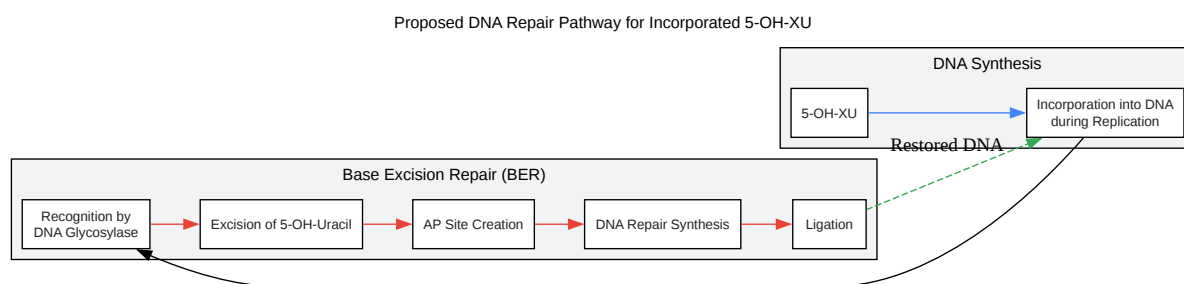 Proposed DNA Repair Pathway for Incorporated 5-OH-XU
DNA Synthesis
5-OH-XU
Incorporation into DNA
during Replication
Restored DNA
Base Excision Repair (BER)
Recognition by
DNA Glycosylase
Excision of 5-OH-Uracil
AP Site Creation
DNA Repair Synthesis
Ligation